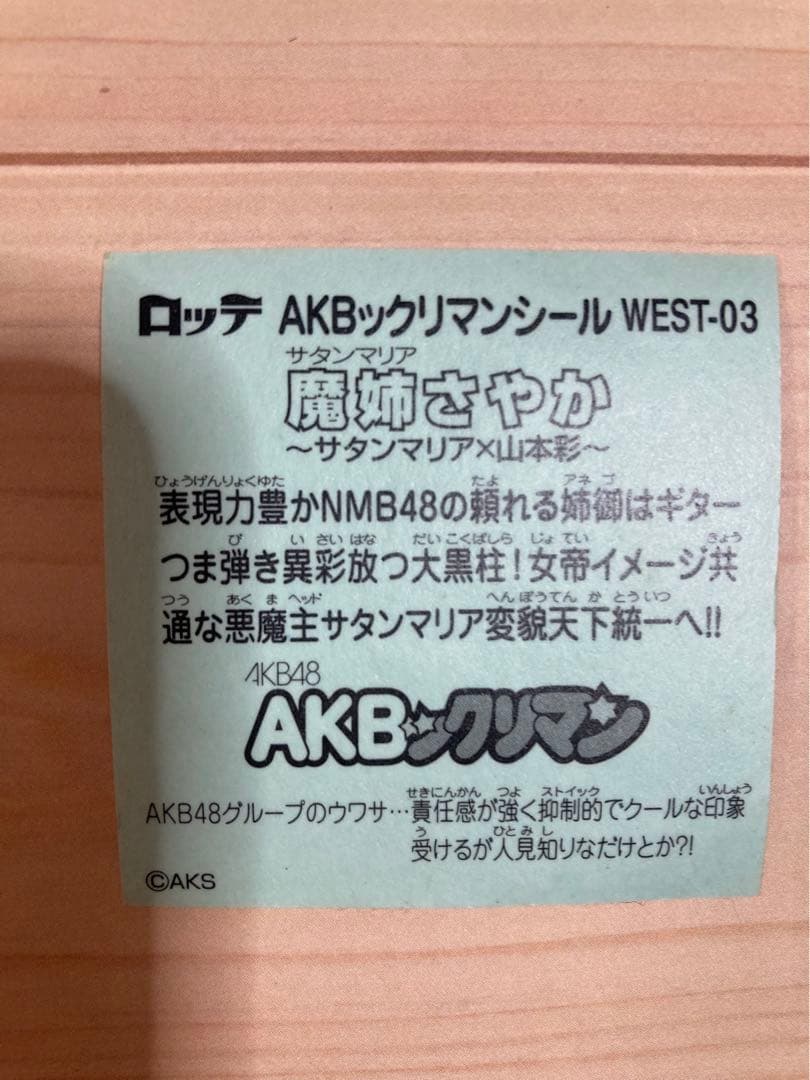 ロッテ AKBックリマンシール WEST-03
サタンマリア
魔姉さやか
～サタンマリア×山本彩～
ひょうげんりょくゆた たよ アネゴ
表現力豊かNMB48の頼れる姉御はギター
び いさいはな だいこくばしら じょてい きょう
つま弾き異彩放つ大黒柱!女帝イメージ共
つう あくまヘッド へんぼうてんかとういつ
通な悪魔主サタンマリア変貌天下統一へ!!
AKB48
AKBックリマン
せきにんかん つよ ストイック いんしょう
AKB48グループのウワサ…責任感が強く抑制的でクールな印象
う ひとみし
受けるが人見知りなだけとか?!
©AKS